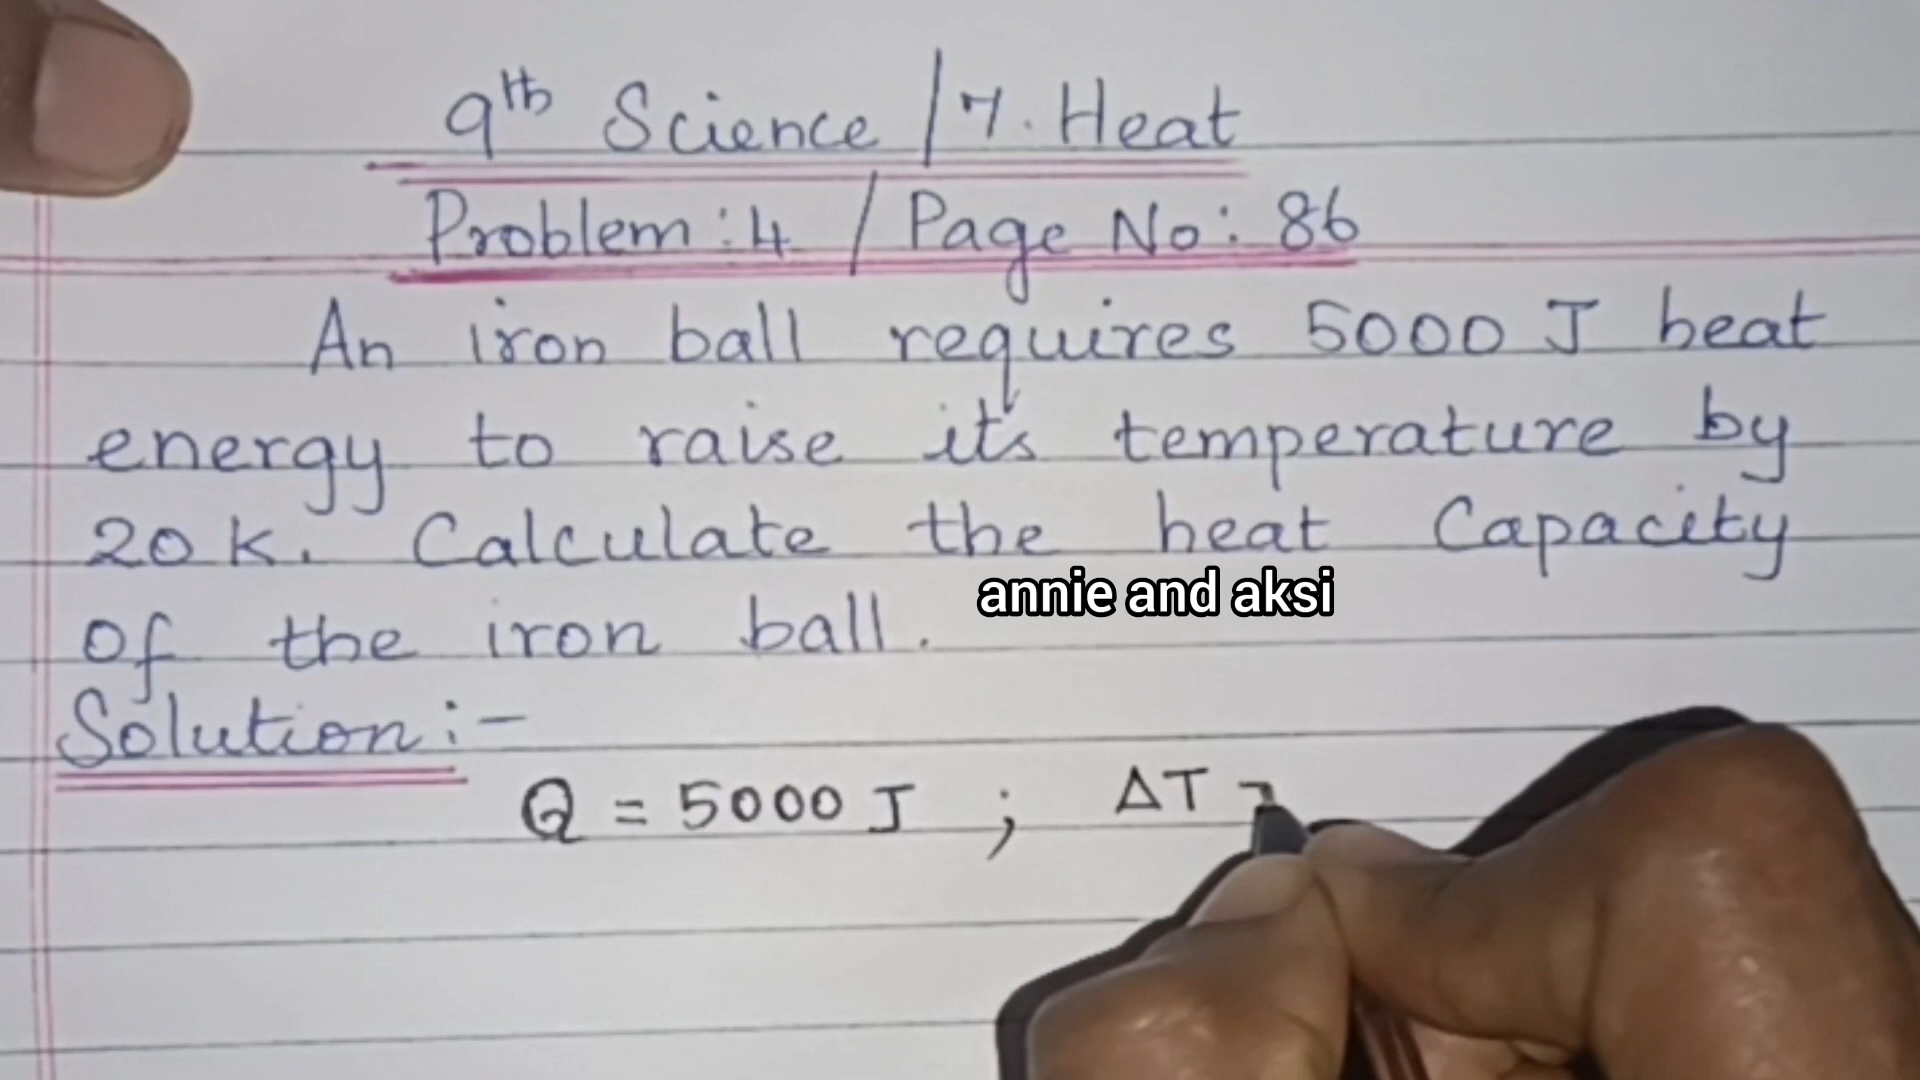 9th Science / 7. Heat
Problem : 4 / Page No : 86
An iron ball requires 5000 J heat
energy to raise it's temperature by
20 K. Calculate the heat Capacity
of the iron ball.
annie and aksi
Solution :-
Q = 5000 J ; ΔT